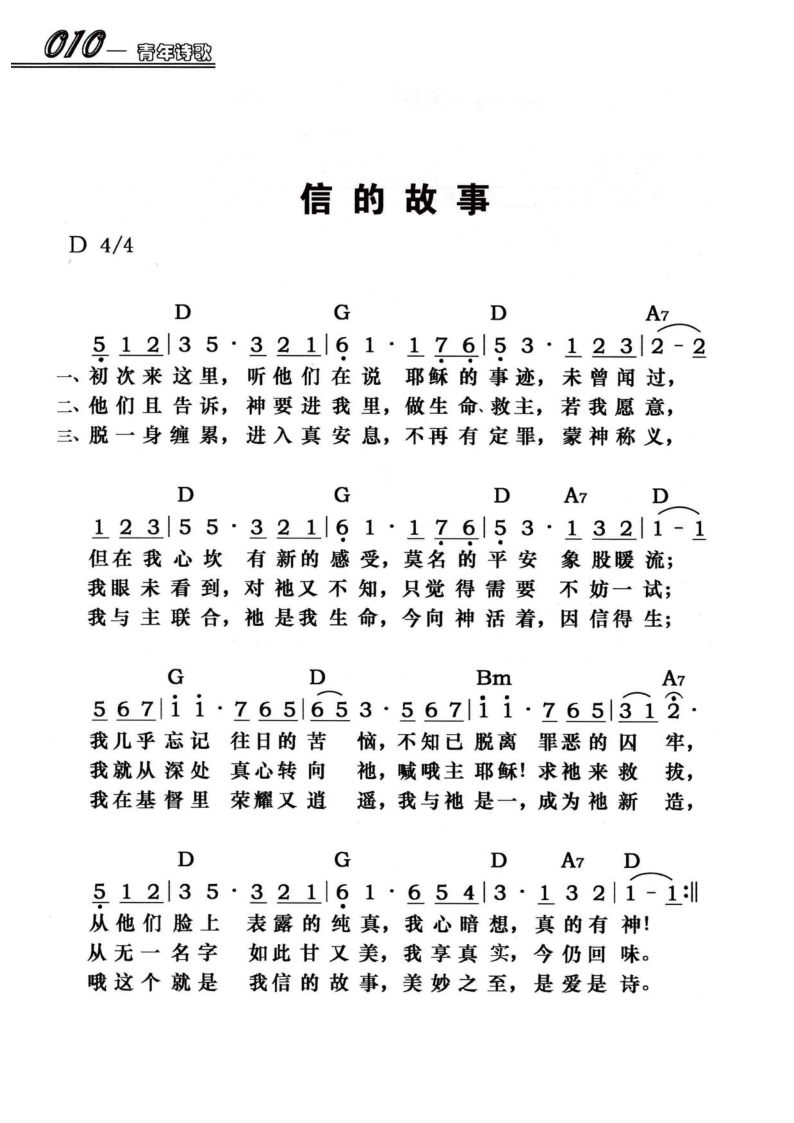 010—青年诗歌
信的故事
D 4/4
D G D A7
5 1 2|3 5 · 3 2 1|6 1 · 1 7 6|5 3 · 1 2 3|2 - 2
一、初次来这里，听他们在说 耶稣的事迹，未曾闻过，
二、他们且告诉，神要进我里，做生命、救主，若我愿意，
三、脱一身缠累，进入真安息，不再有定罪，蒙神称义，
D G D A7 D
1 2 3|5 5 · 3 2 1|6 1 · 1 7 6|5 3 · 1 3 2|1 - 1
但在我心坎 有新的感受，莫名的平安 象股暖流；
我眼未看到，对祂又不知，只觉得需要 不妨一试；
我与主联合，祂是我生命，今向神活着，因信得生；
G D Bm A7
5 6 7|i i · 7 6 5|6 5 3 · 5 6 7|i i · 7 6 5|3 1 2 ·
我几乎忘记 往日的苦 恼，不知已脱离 罪恶的囚 牢，
我就从深处 真心转向 祂，喊哦主耶稣！求祂来救 拔，
我在基督里 荣耀又逍 遥，我与祂是一，成为祂新 造，
D G D A7 D
5 1 2|3 5 · 3 2 1|6 1 · 6 5 4|3 · 1 3 2|1 - 1:‖
从他们脸上 表露的纯真，我心暗想，真的有神！
从无一名字 如此甘又美，我享真实，今仍回味。
哦这个就是 我信的故事，美妙之至，是爱是诗。